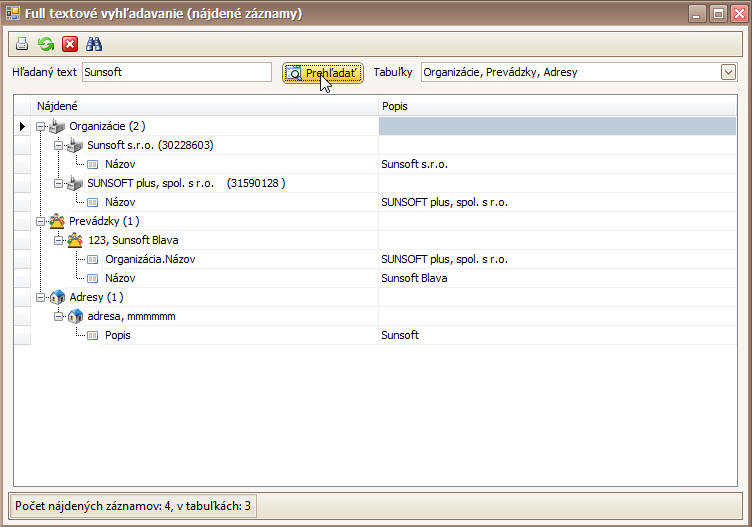 Full textové vyhľadavanie (nájdené záznamy)
Hľadaný text Sunsoft Prehľadať Tabuľky Organizácie, Prevádzky, Adresy
Nájdené Popis
Organizácie (2 )
Sunsoft s.r.o. (30228603)
Názov Sunsoft s.r.o.
SUNSOFT plus, spol. s r.o. (31590128 )
Názov SUNSOFT plus, spol. s r.o.
Prevádzky (1 )
123, Sunsoft Blava
Organizácia.Názov SUNSOFT plus, spol. s r.o.
Názov Sunsoft Blava
Adresy (1 )
adresa, mmmmmm
Popis Sunsoft
Počet nájdených záznamov: 4, v tabuľkách: 3